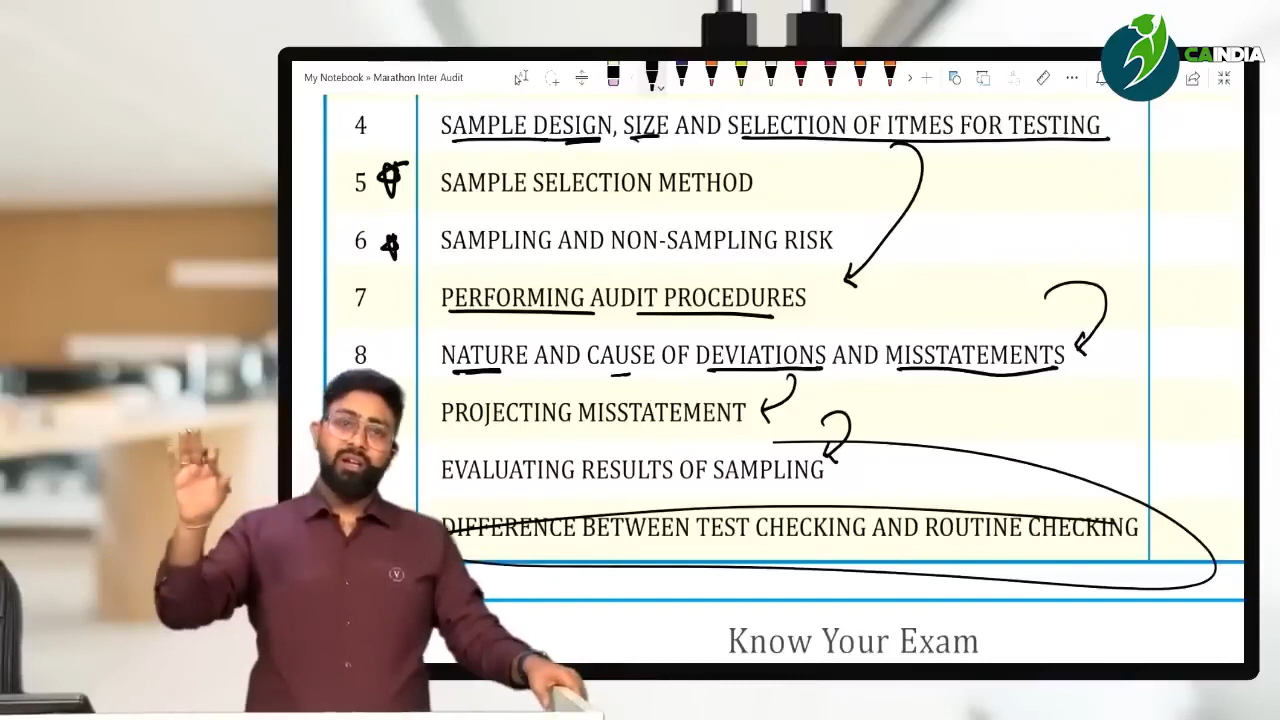 CAINDIA
My Notebook » Marathon Inter Audit
4 SAMPLE DESIGN, SIZE AND SELECTION OF ITMES FOR TESTING
5 SAMPLE SELECTION METHOD
6 SAMPLING AND NON-SAMPLING RISK
7 PERFORMING AUDIT PROCEDURES
8 NATURE AND CAUSE OF DEVIATIONS AND MISSTATEMENTS
PROJECTING MISSTATEMENT
EVALUATING RESULTS OF SAMPLING
DIFFERENCE BETWEEN TEST CHECKING AND ROUTINE CHECKING
Know Your Exam
V